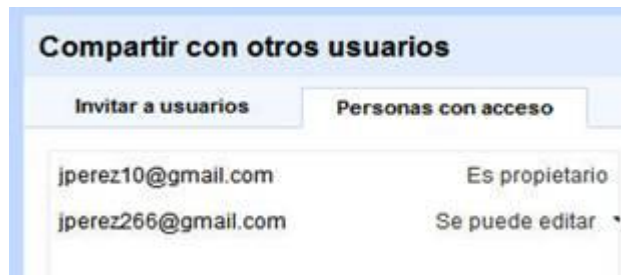 Compartir con otros usuarios
Invitar a usuarios Personas con acceso
jperez10@gmail.com Es propietario
jperez266@gmail.com Se puede editar